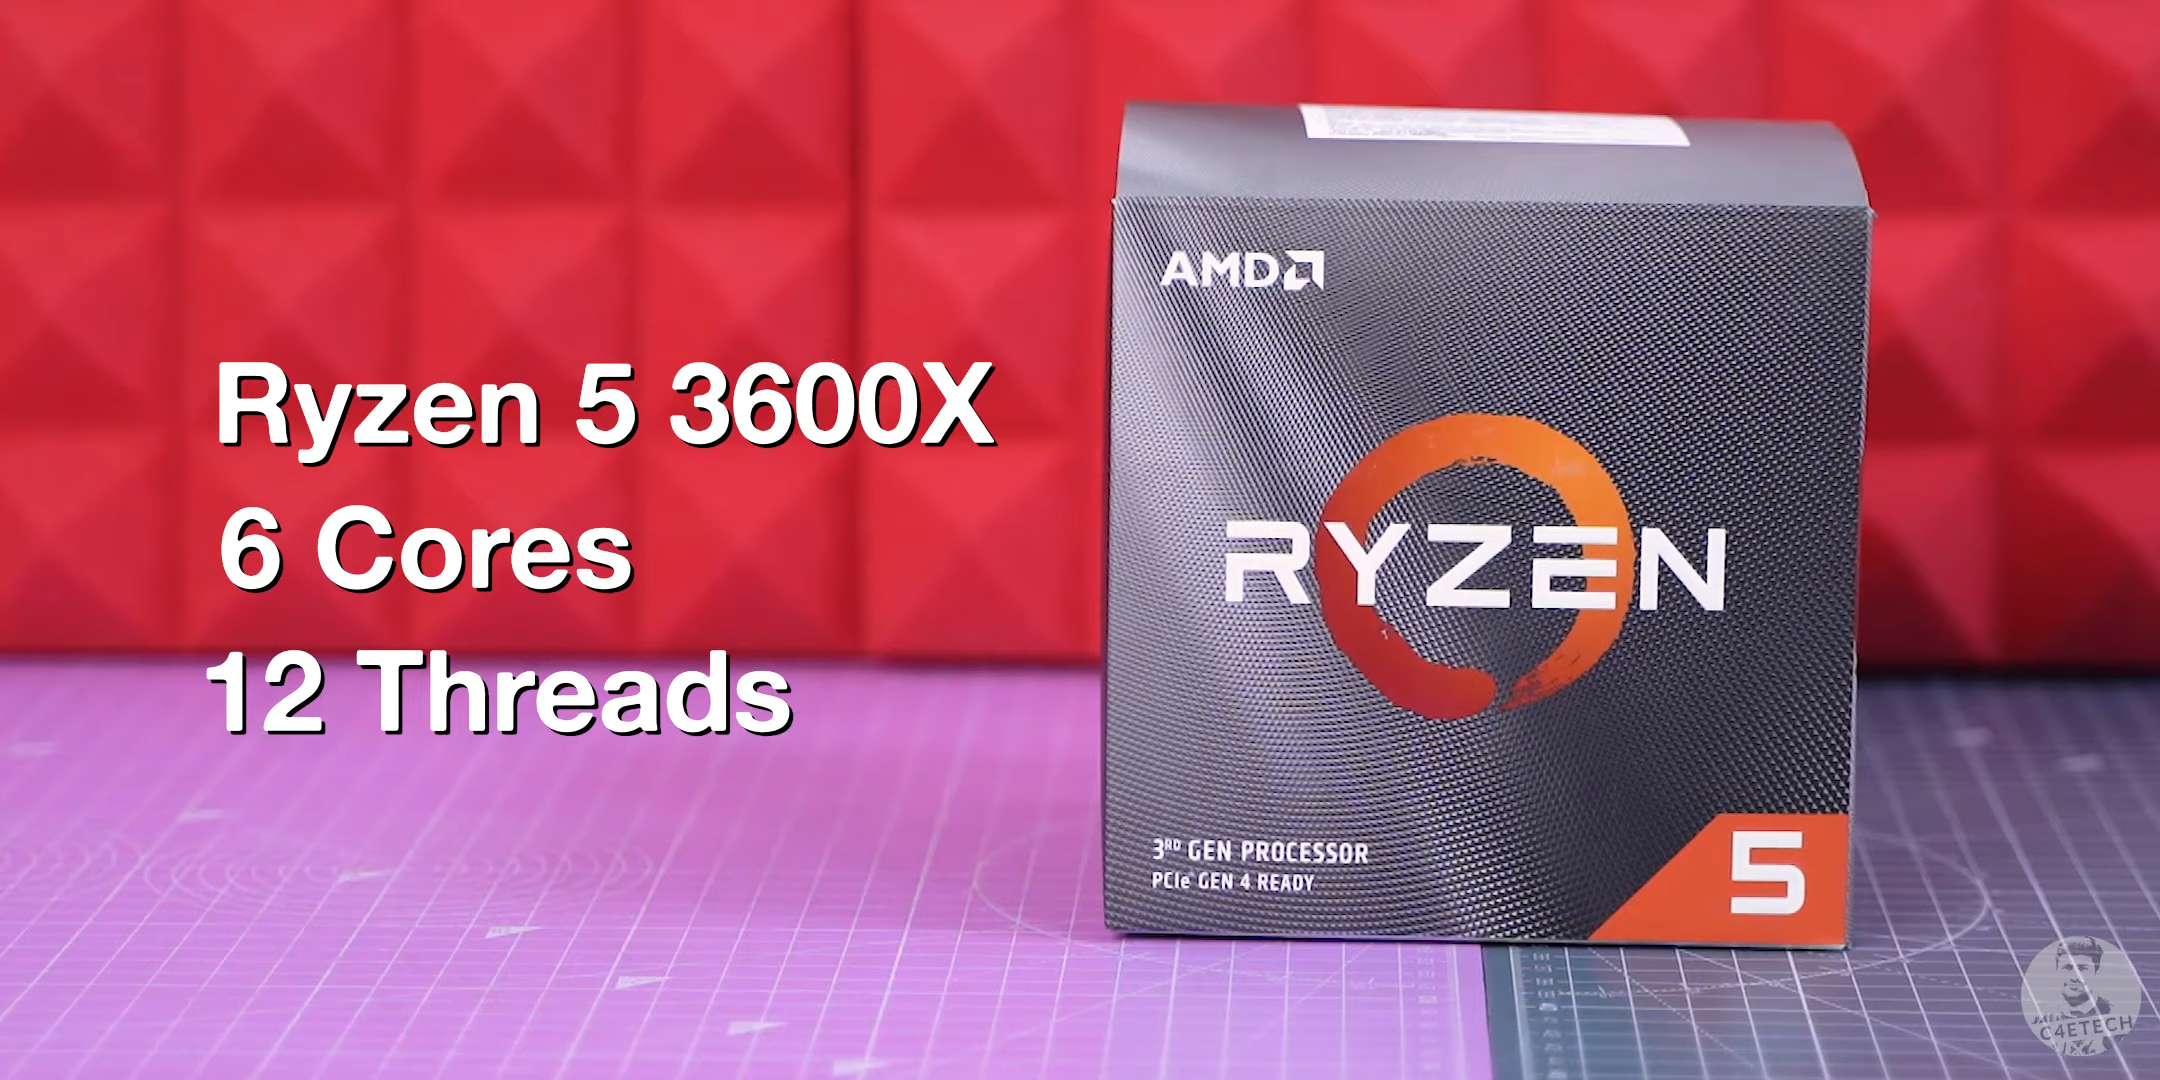 Ryzen 5 3600X
6 Cores
12 Threads
AMD
RYZEN
3RD GEN PROCESSOR
PCIe GEN 4 READY
5
C4ETECH